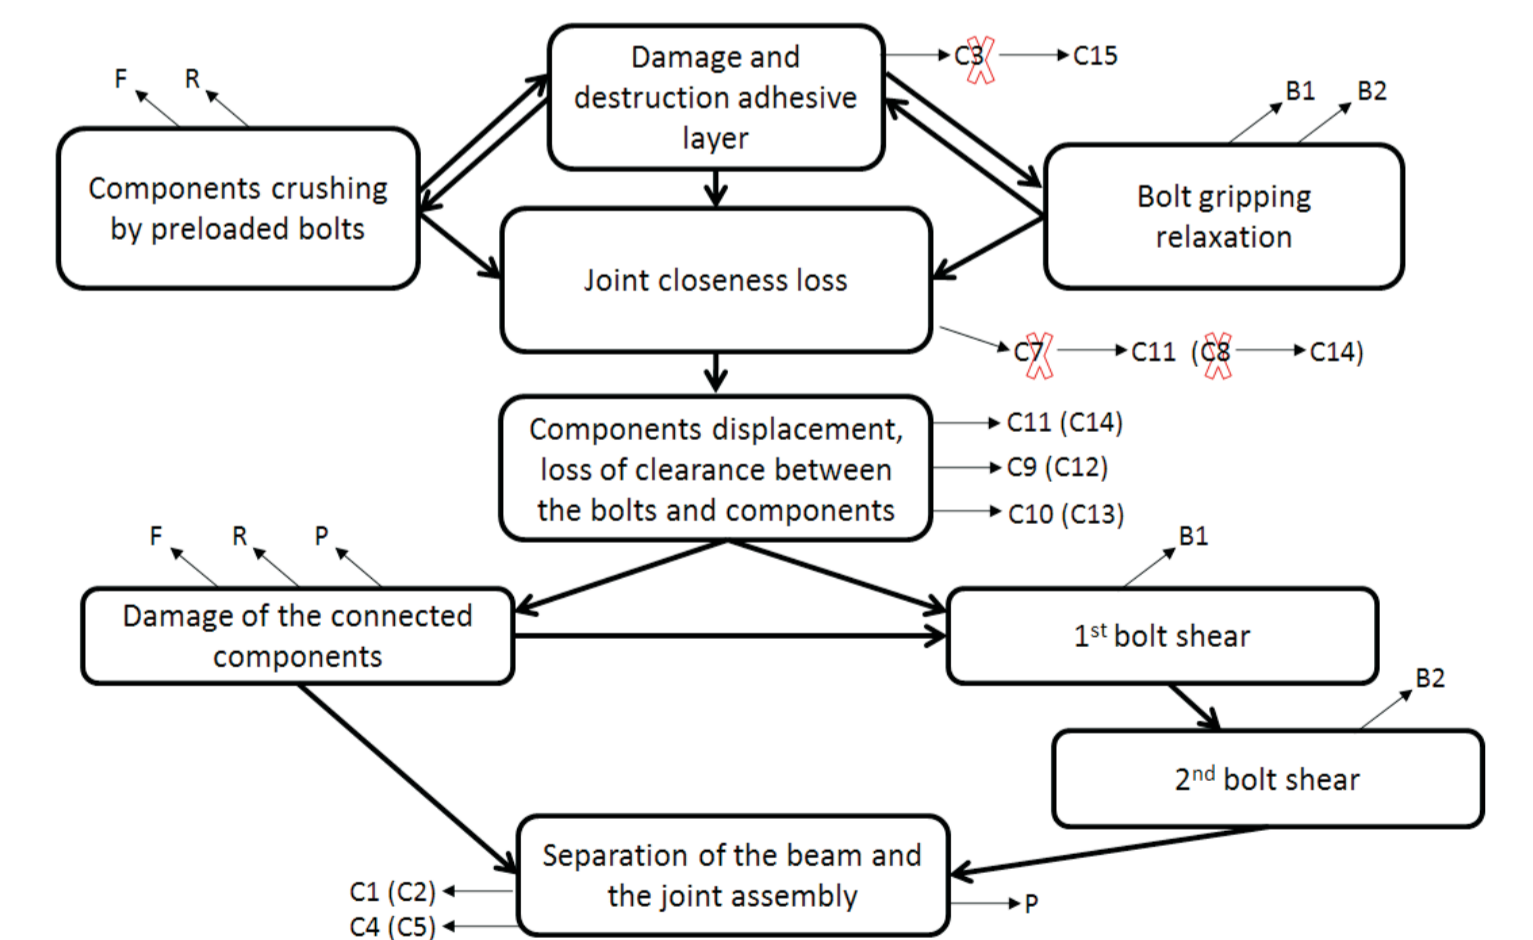 Damage and
destruction adhesive
layer
C3
C15
F
R
B1
B2
Components crushing
by preloaded bolts
Bolt gripping
relaxation
Joint closeness loss
C7
C11
(C8
C14)
Components displacement,
loss of clearance between
the bolts and components
C11 (C14)
C9 (C12)
C10 (C13)
F
R
P
B1
Damage of the connected
components
1st bolt shear
B2
2nd bolt shear
Separation of the beam and
the joint assembly
C1 (C2)
C4 (C5)
P